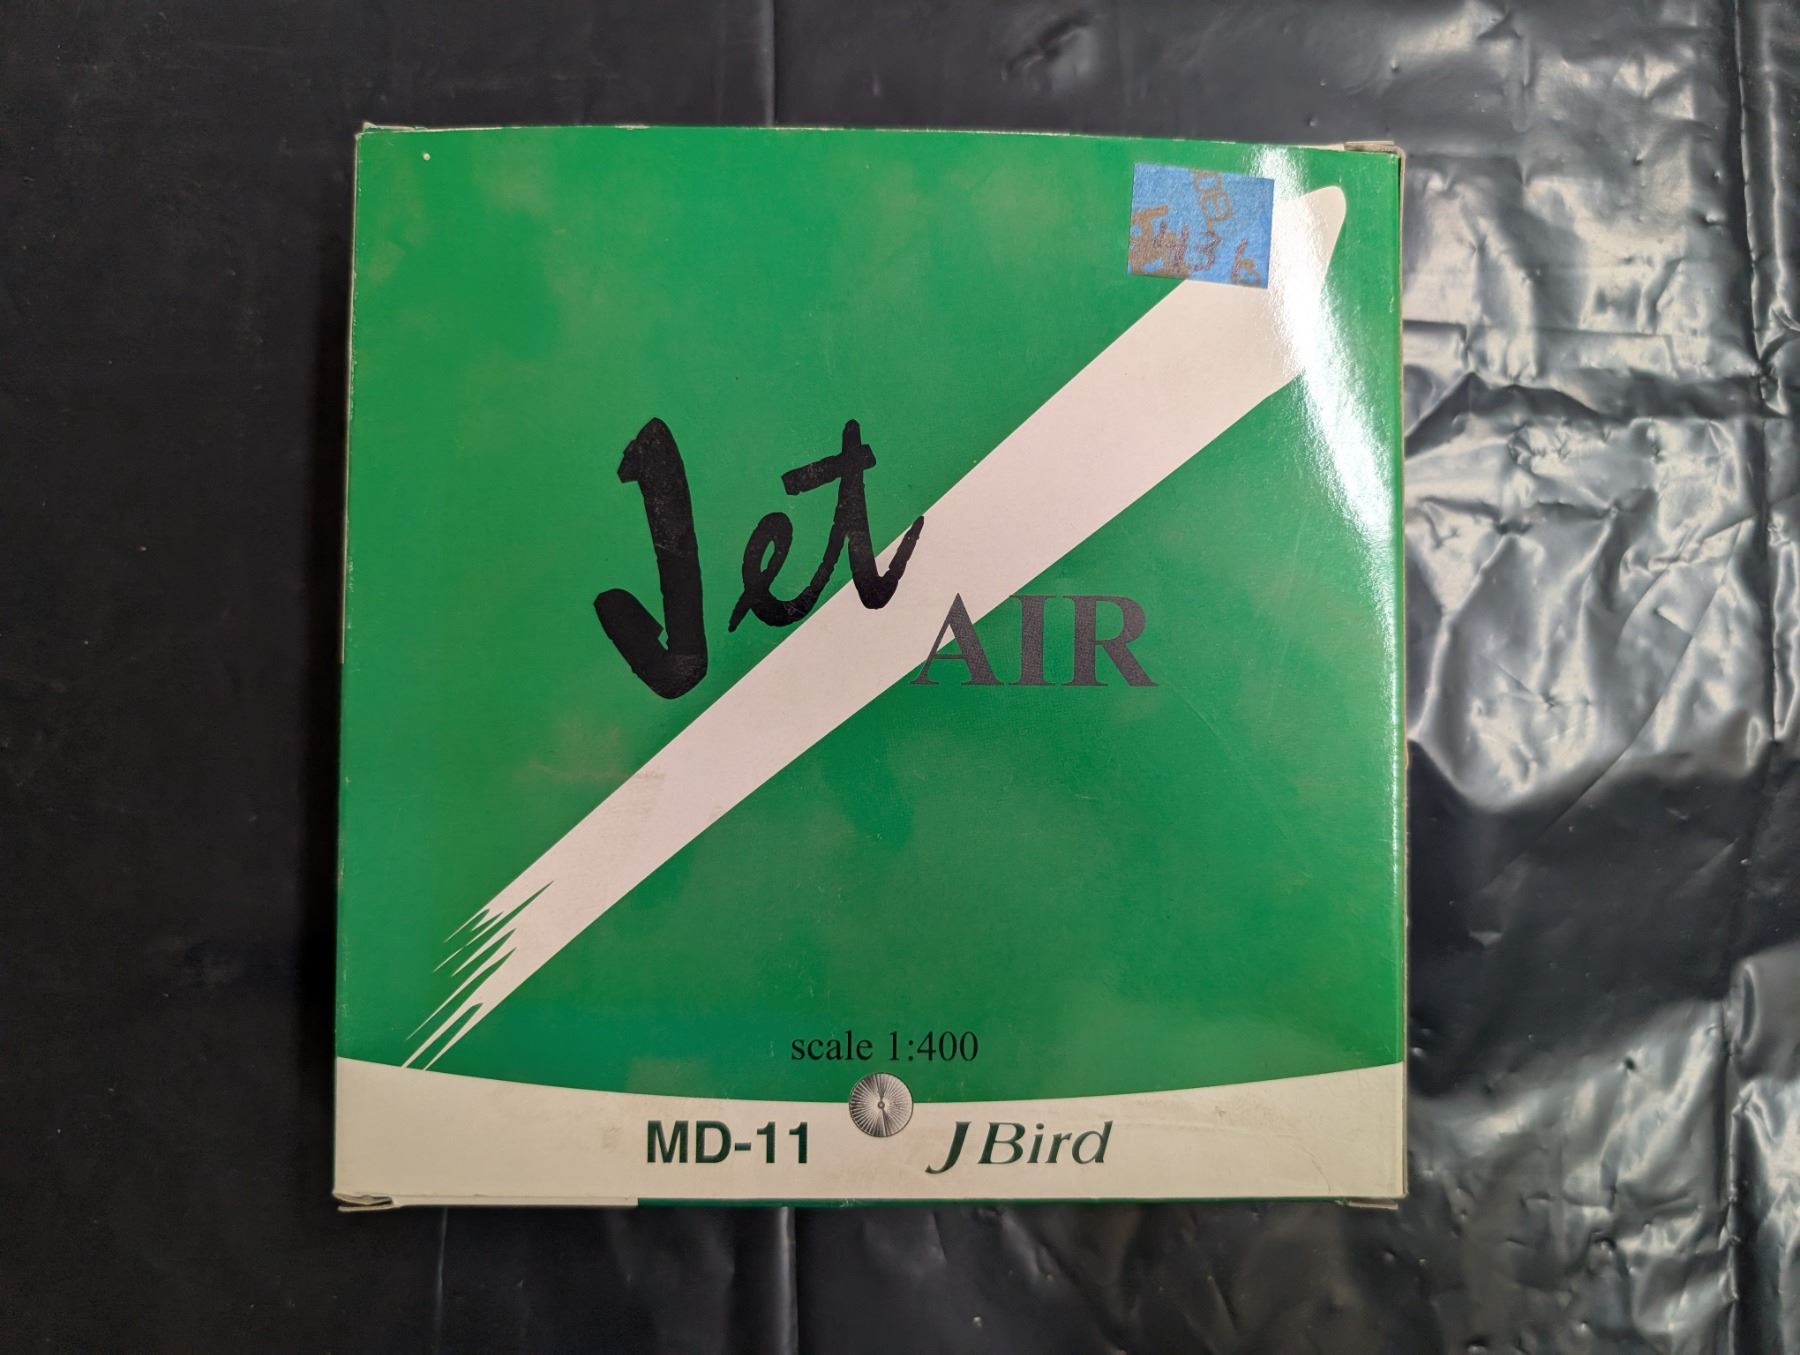 Jet
AIR
scale 1:400
MD-11 JBird